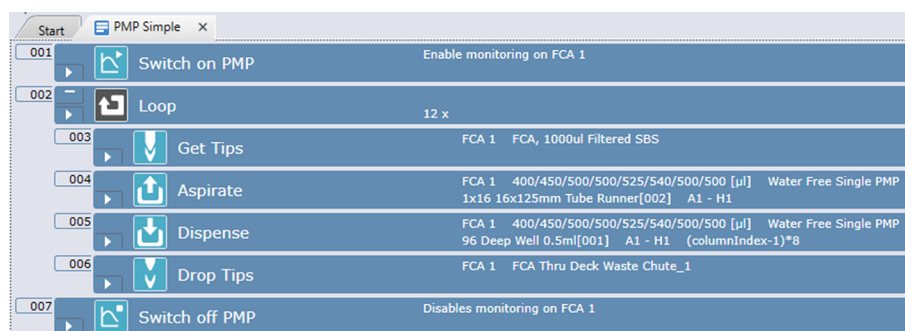 Start
PMP Simple
001
Switch on PMP
Enable monitoring on FCA 1
002
Loop
12 x
003
Get Tips
FCA 1 FCA, 1000ul Filtered SBS
004
Aspirate
FCA 1 400/450/500/500/525/540/500/500 [µl] Water Free Single PMP
1x16 16x125mm Tube Runner[002] A1 - H1
005
Dispense
FCA 1 400/450/500/500/525/540/500/500 [µl] Water Free Single PMP
96 Deep Well 0.5ml[001] A1 - H1 (columnIndex-1)*8
006
Drop Tips
FCA 1 FCA Thru Deck Waste Chute_1
007
Switch off PMP
Disables monitoring on FCA 1